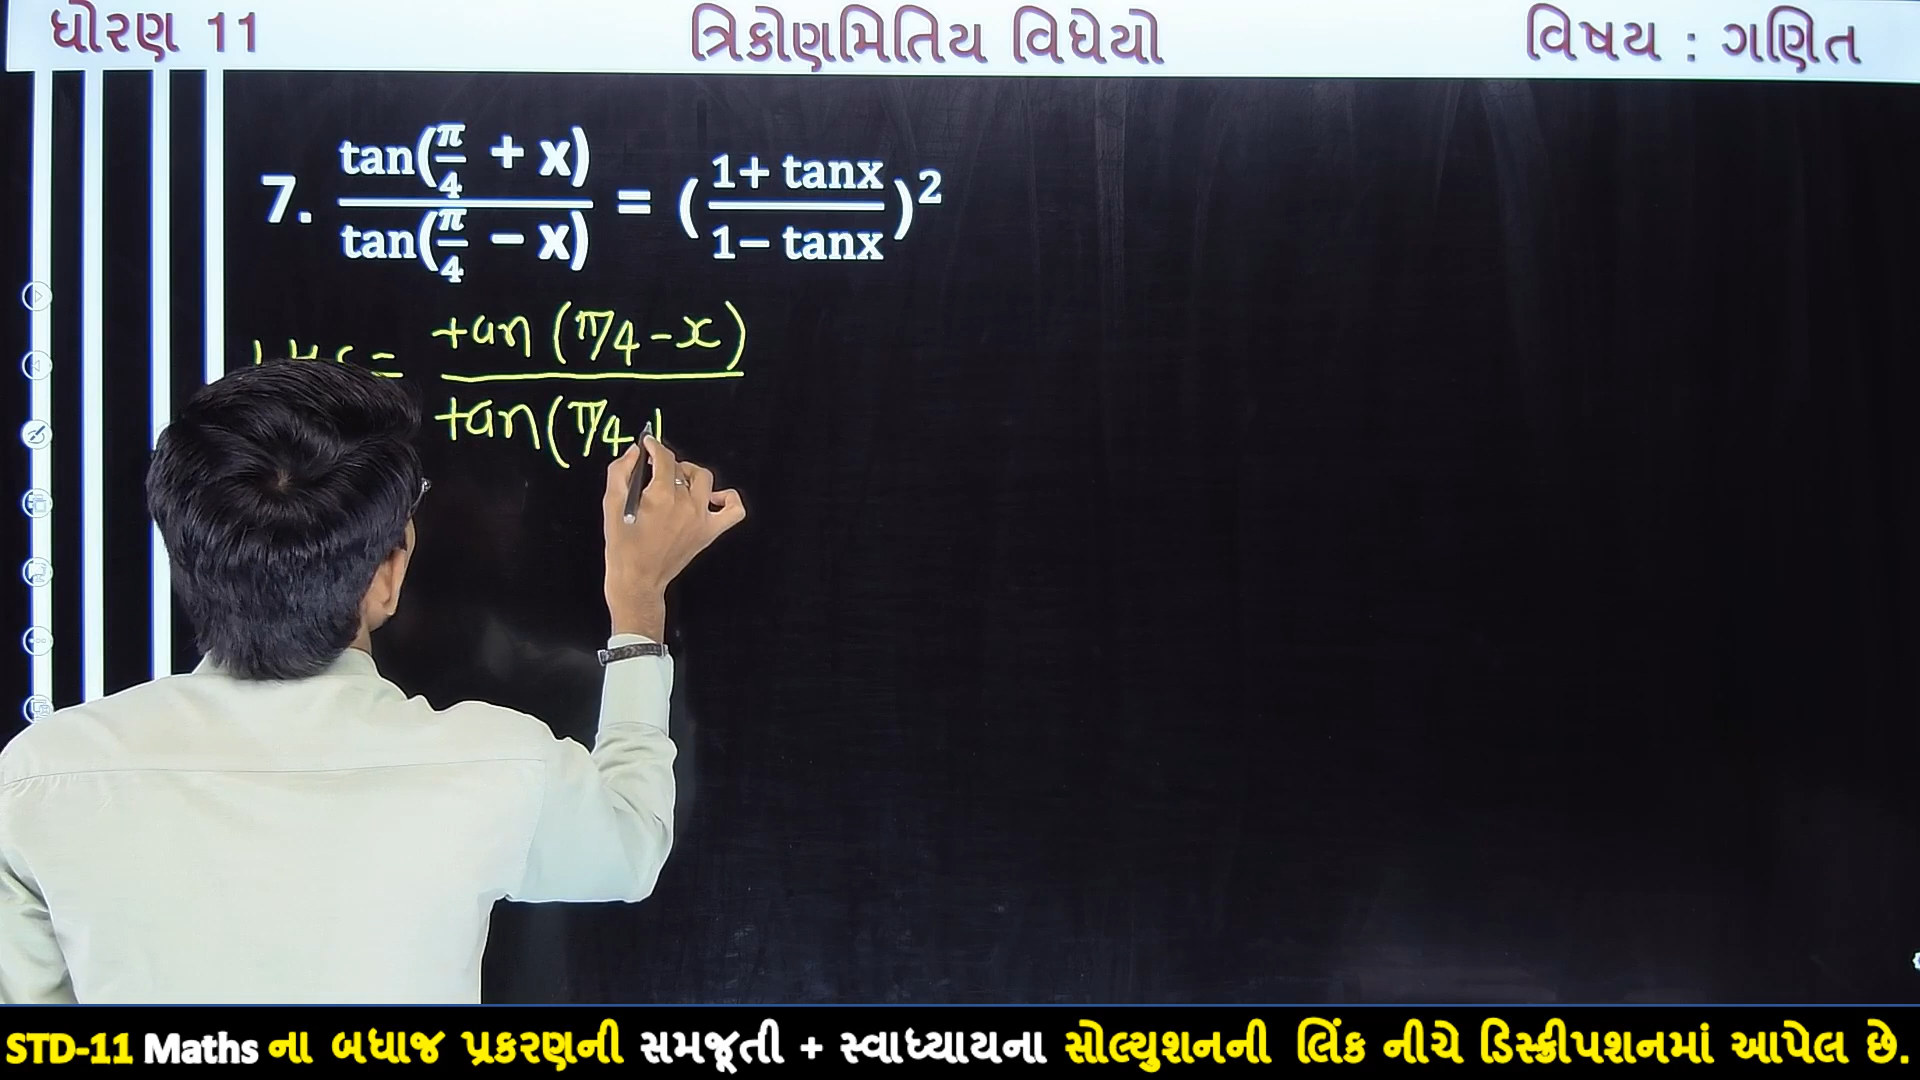 ધોરણ 11 ત્રિકોણમિતિય વિધેયો વિષય : ગણિત
7. tan(π/4 + x) / tan(π/4 − x) = (1+ tanx / 1− tanx)²
= tan (π/4 - x)
tan(π/4
STD-11 Maths ના બધાજ પ્રકરણની સમજૂતી + સ્વાધ્યાયના સોલ્યુશનની લિંક નીચે ડિસ્ક્રીપશનમાં આપેલ છે.